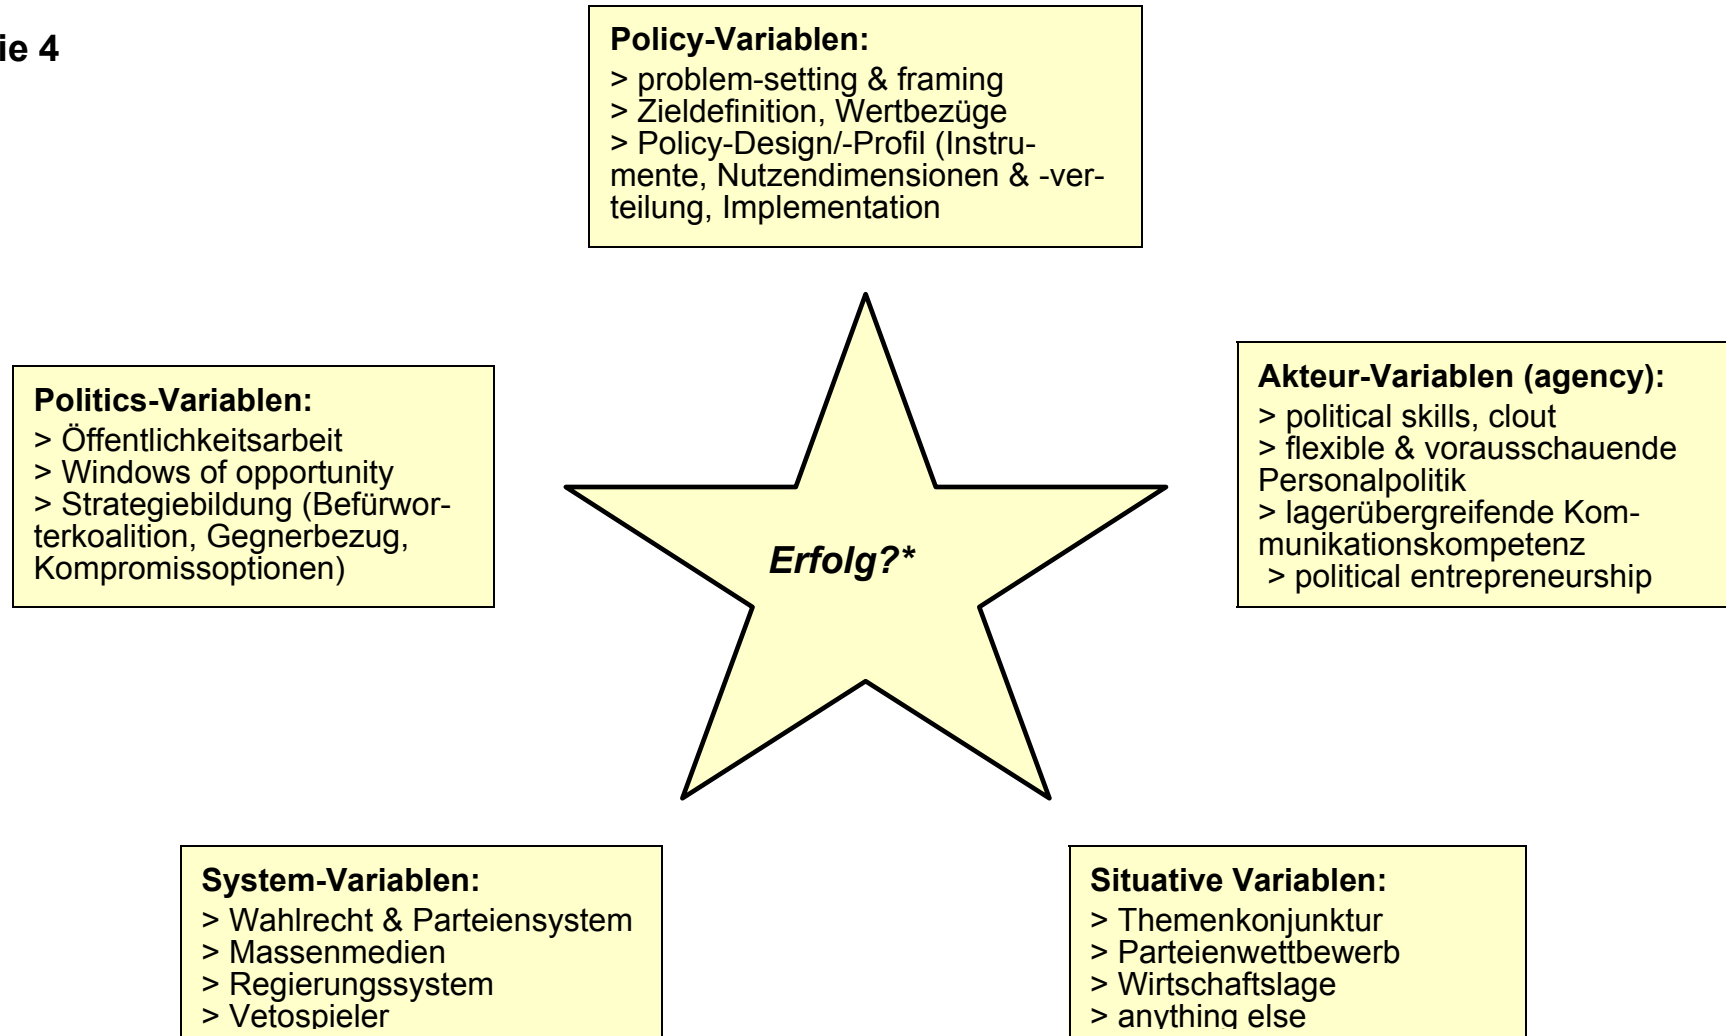 ie 4
Policy-Variablen:
> problem-setting & framing
> Zieldefinition, Wertbezüge
> Policy-Design/-Profil (Instru-
mente, Nutzendimensionen & -ver-
teilung, Implementation
Politics-Variablen:
> Öffentlichkeitsarbeit
> Windows of opportunity
> Strategiebildung (Befürwor-
terkoalition, Gegnerbezug,
Kompromissoptionen)
Akteur-Variablen (agency):
> political skills, clout
> flexible & vorausschauende
Personalpolitik
> lagerübergreifende Kom-
munikationskompetenz
> political entrepreneurship
Erfolg?*
System-Variablen:
> Wahlrecht & Parteiensystem
> Massenmedien
> Regierungssystem
> Vetospieler
Situative Variablen:
> Themenkonjunktur
> Parteienwettbewerb
> Wirtschaftslage
> anything else